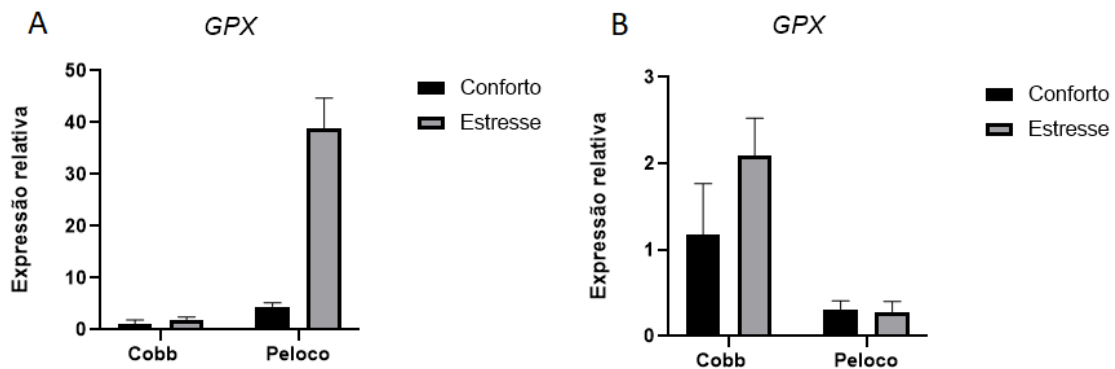 A
GPX
Expressão relativa
50
40
30
20
10
0
Cobb
Peloco
Conforto
Estresse
B
GPX
Expressão relativa
3
2
1
0
Cobb
Peloco
Conforto
Estresse